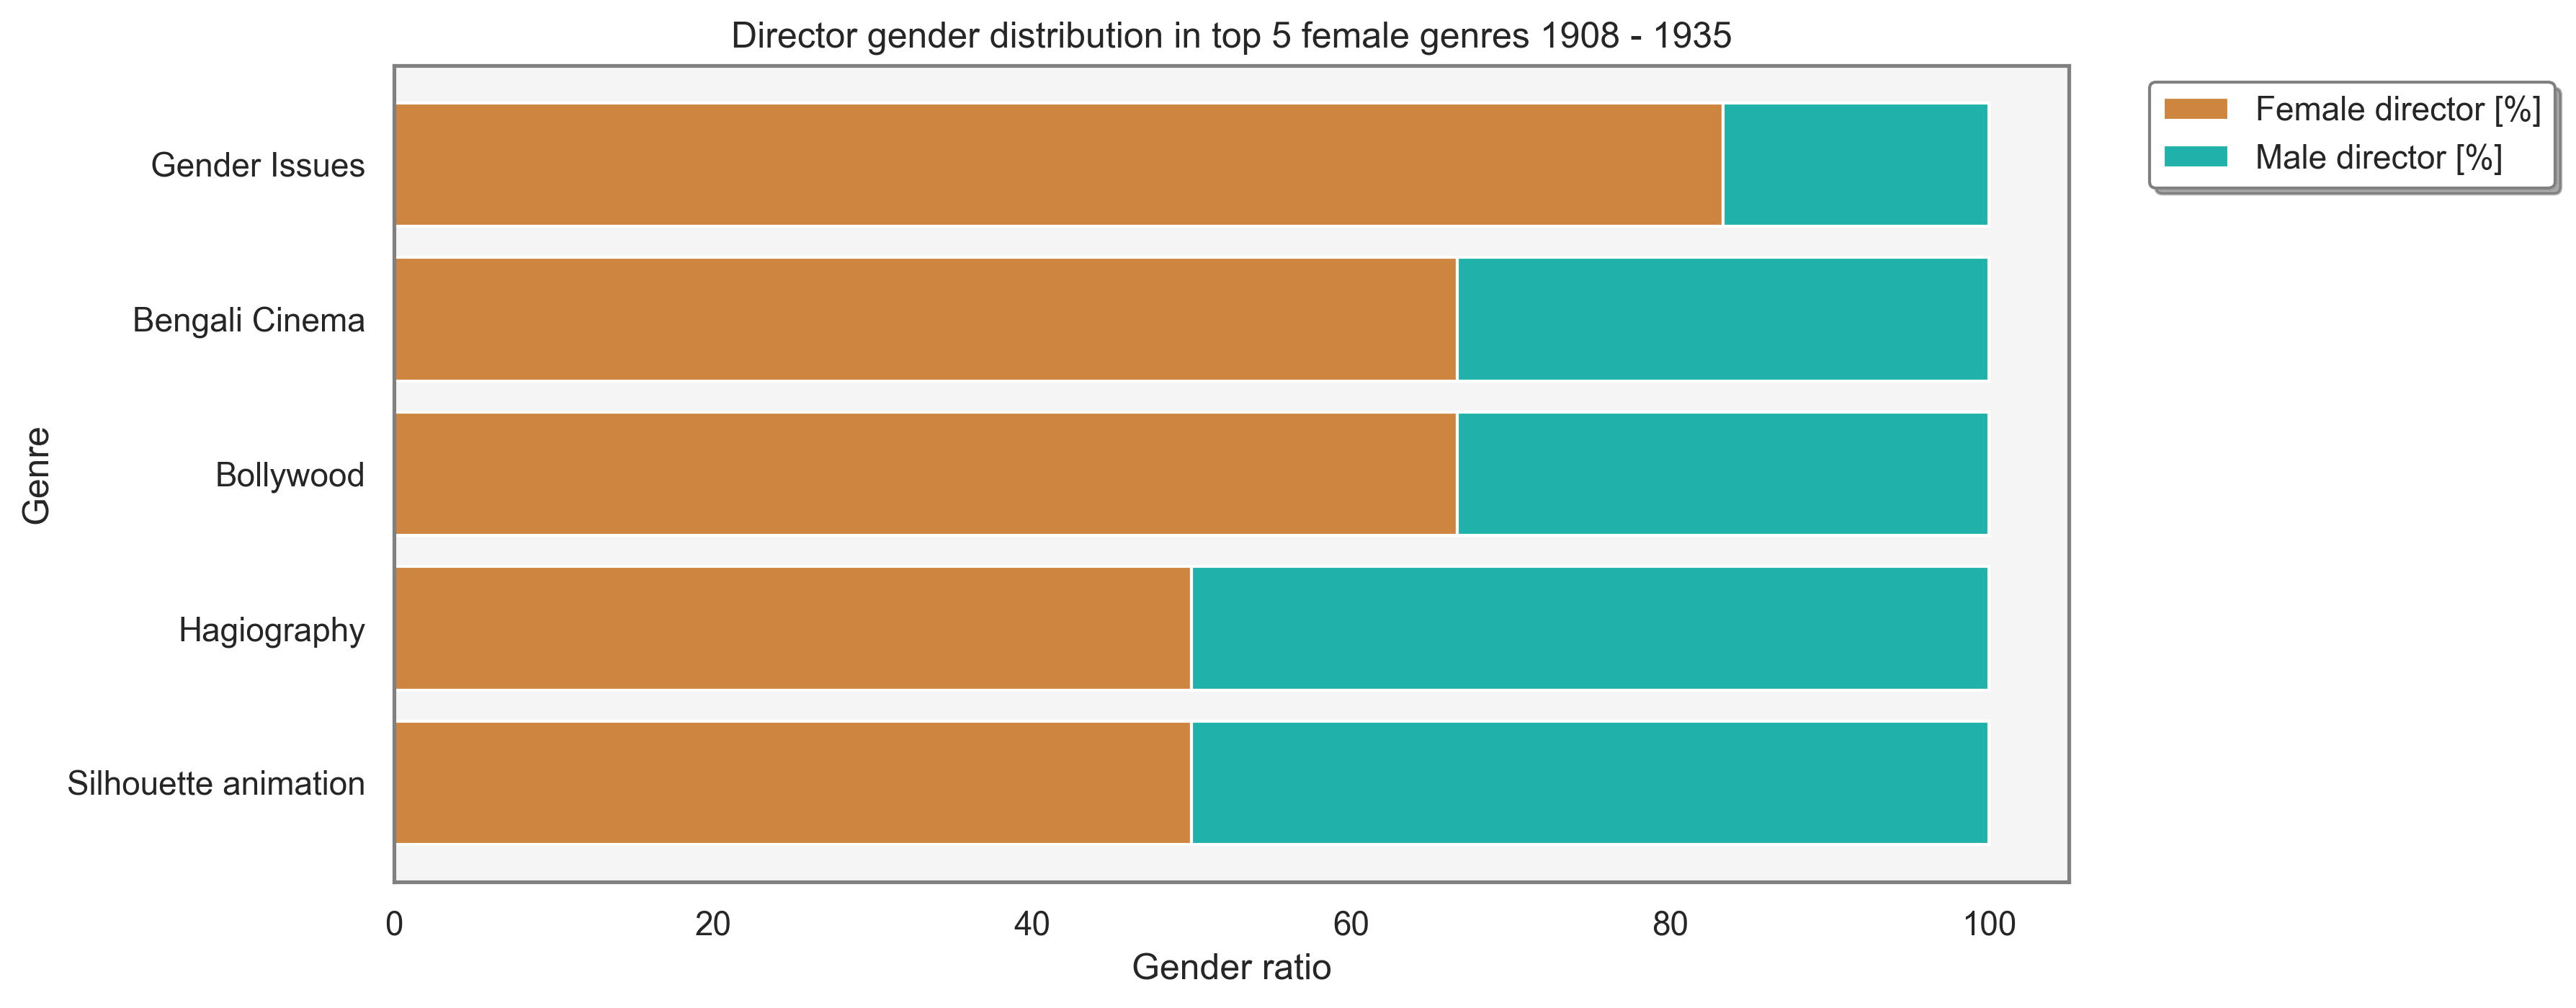 Director gender distribution in top 5 female genres 1908 - 1935
Female director [%]
Male director [%]
Genre
Gender Issues
Bengali Cinema
Bollywood
Hagiography
Silhouette animation
0 20 40 60 80 100
Gender ratio